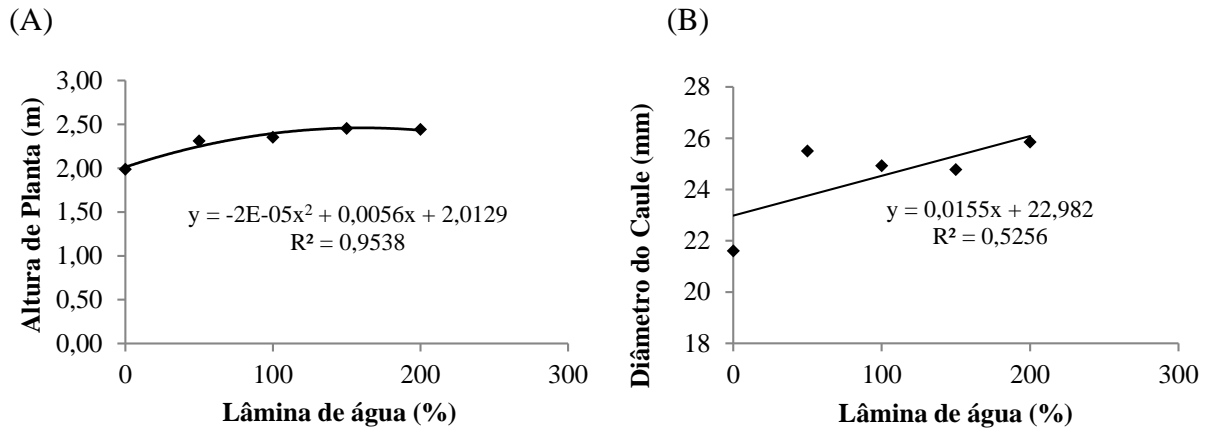 (A)
Altura de Planta (m)
3,00
2,50
2,00
1,50
1,00
0,50
0,00
y = -2E-05x² + 0,0056x + 2,0129
R² = 0,9538
0 100 200 300
Lâmina de água (%)
(B)
Diâmetro do Caule (mm)
28
26
24
22
20
18
y = 0,0155x + 22,982
R² = 0,5256
0 100 200 300
Lâmina de água (%)